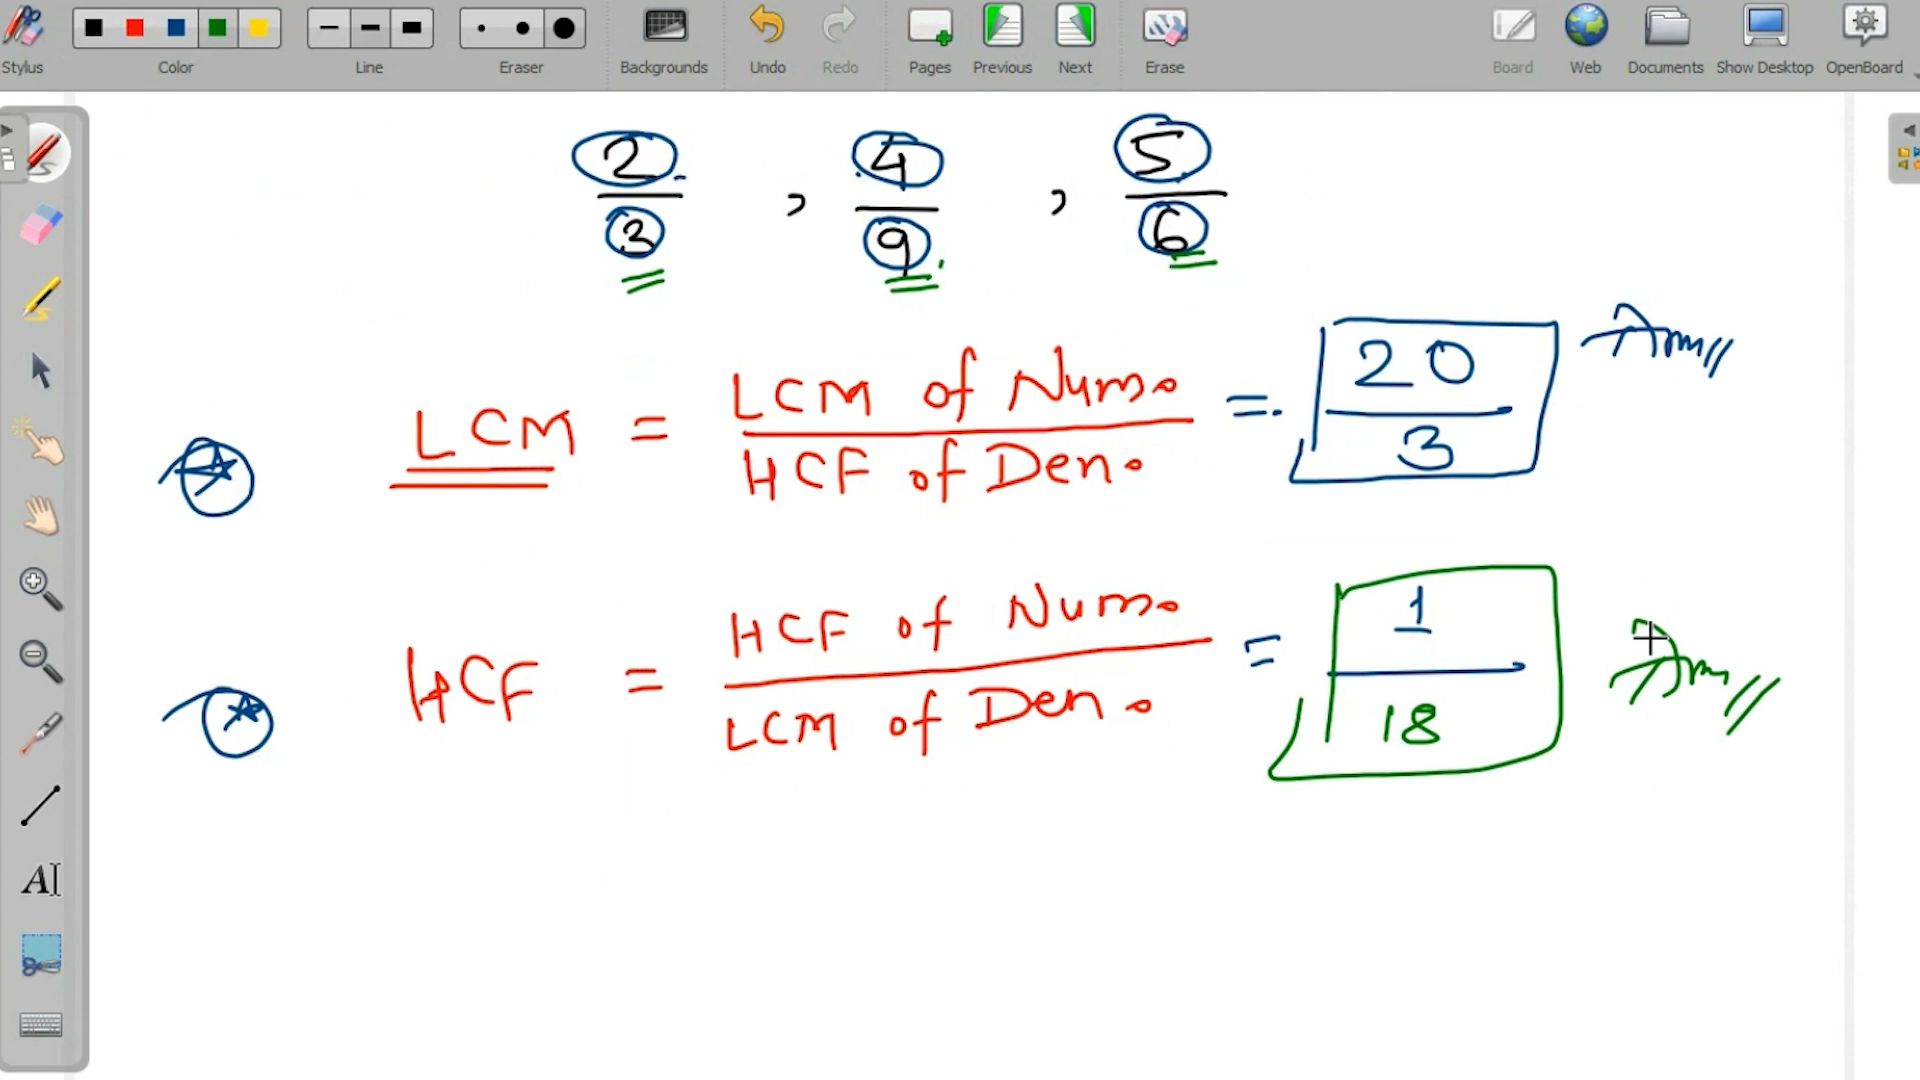 Stylus Color Line Eraser Backgrounds Undo Redo Pages Previous Next Erase Board Web Documents Show Desktop OpenBoard
2/3 , 4/9 , 5/6
LCM = LCM of Num. / HCF of Den. = 20/3 Ans
HCF = HCF of Num. / LCM of Den. = 1/18 Ans
A